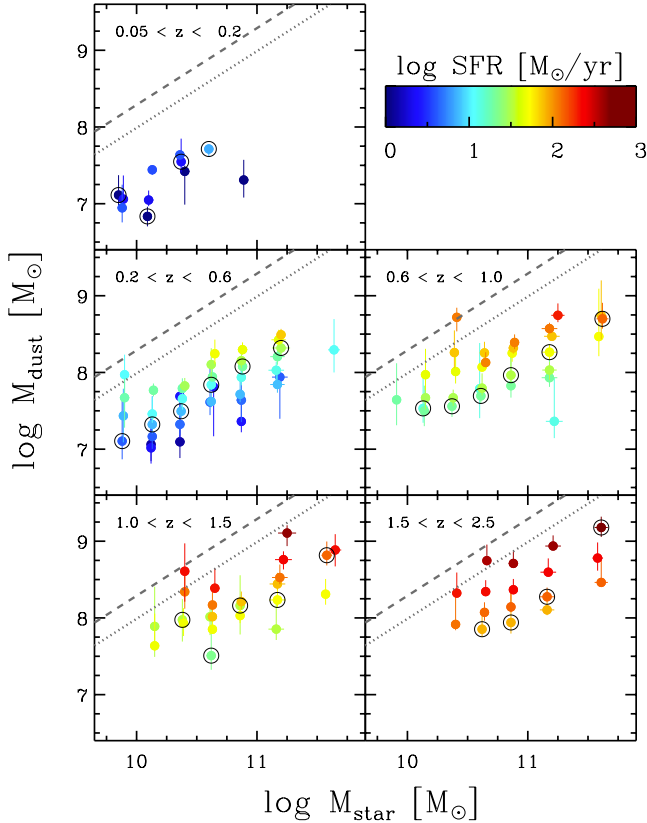 0.05 < z < 0.2
log SFR [M⊙/yr]
0 1 2 3
9
8
7
0.2 < z < 0.6
0.6 < z < 1.0
9
8
7
log M_dust [M⊙]
1.0 < z < 1.5
1.5 < z < 2.5
9
8
7
10 11 10 11
log M_star [M⊙]